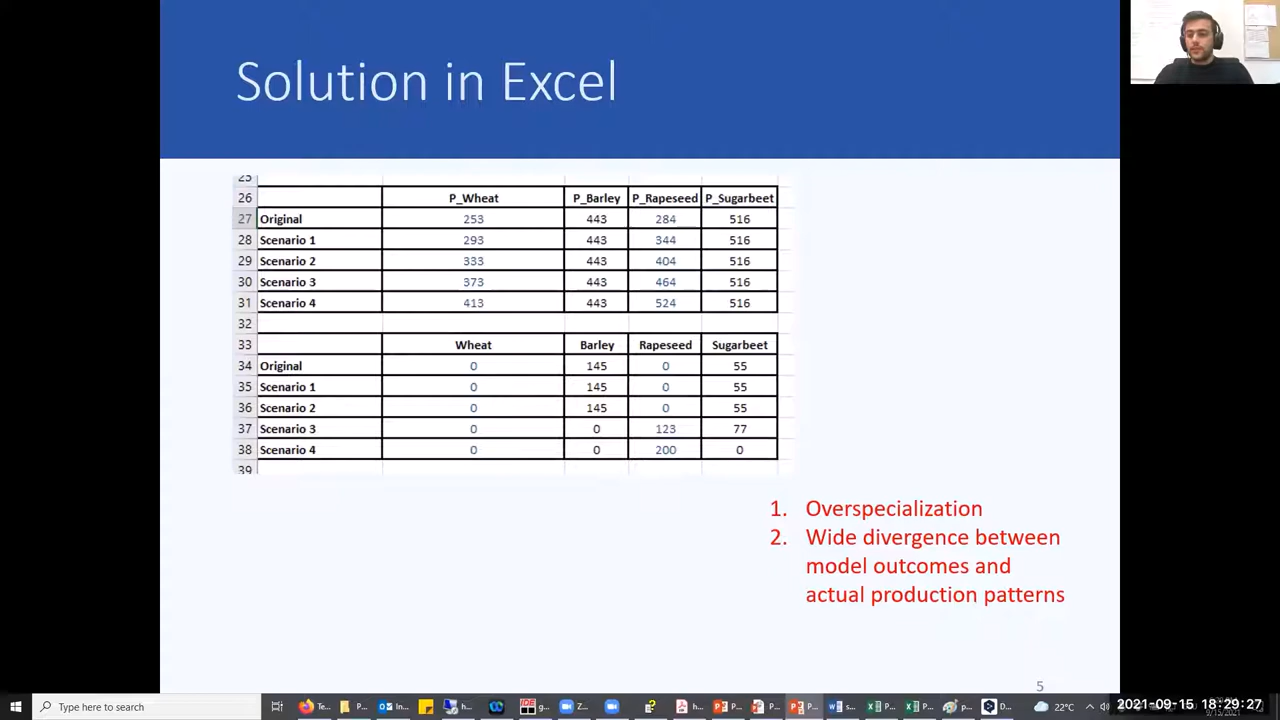 Solution in Excel
25
26 P_Wheat P_Barley P_Rapeseed P_Sugarbeet
27 Original 253 443 284 516
28 Scenario 1 293 443 344 516
29 Scenario 2 333 443 404 516
30 Scenario 3 373 443 464 516
31 Scenario 4 413 443 524 516
32
33 Wheat Barley Rapeseed Sugarbeet
34 Original 0 145 0 55
35 Scenario 1 0 145 0 55
36 Scenario 2 0 145 0 55
37 Scenario 3 0 0 123 77
38 Scenario 4 0 0 200 0
39
1. Overspecialization
2. Wide divergence between
model outcomes and
actual production patterns
5
Type here to search
22°C
2021-09-15 18:29:27